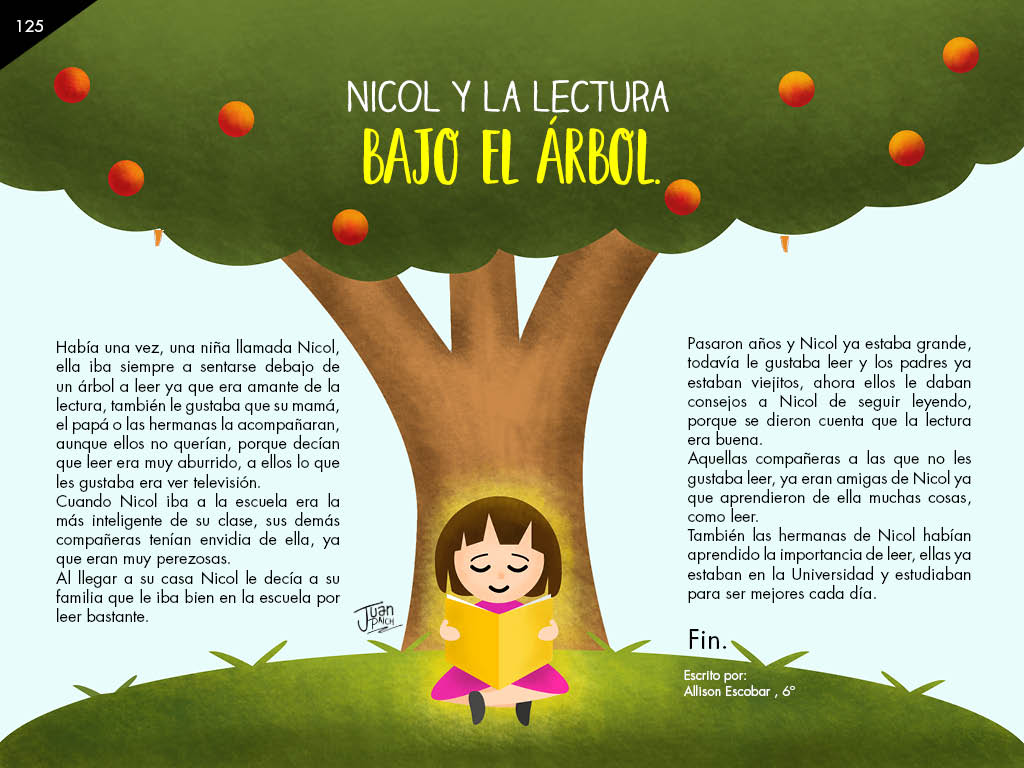 125
NICOL Y LA LECTURA
BAJO EL ÁRBOL.
Había una vez, una niña llamada Nicol,
ella iba siempre a sentarse debajo de
un árbol a leer ya que era amante de la
lectura, también le gustaba que su mamá,
el papá o las hermanas la acompañaran,
aunque ellos no querían, porque decían
que leer era muy aburrido, a ellos lo que
les gustaba era ver televisión.
Cuando Nicol iba a la escuela era la
más inteligente de su clase, sus demás
compañeras tenían envidia de ella, ya
que eran muy perezosas.
Al llegar a su casa Nicol le decía a su
familia que le iba bien en la escuela por
leer bastante.
Juan
Pasaron años y Nicol ya estaba grande,
todavía le gustaba leer y los padres ya
estaban viejitos, ahora ellos le daban
consejos a Nicol de seguir leyendo,
porque se dieron cuenta que la lectura
era buena.
Aquellas compañeras a las que no les
gustaba leer, ya eran amigas de Nicol ya
que aprendieron de ella muchas cosas,
como leer.
También las hermanas de Nicol habían
aprendido la importancia de leer, ellas ya
estaban en la Universidad y estudiaban
para ser mejores cada día.
Fin.
Escrito por:
Allison Escobar , 6º